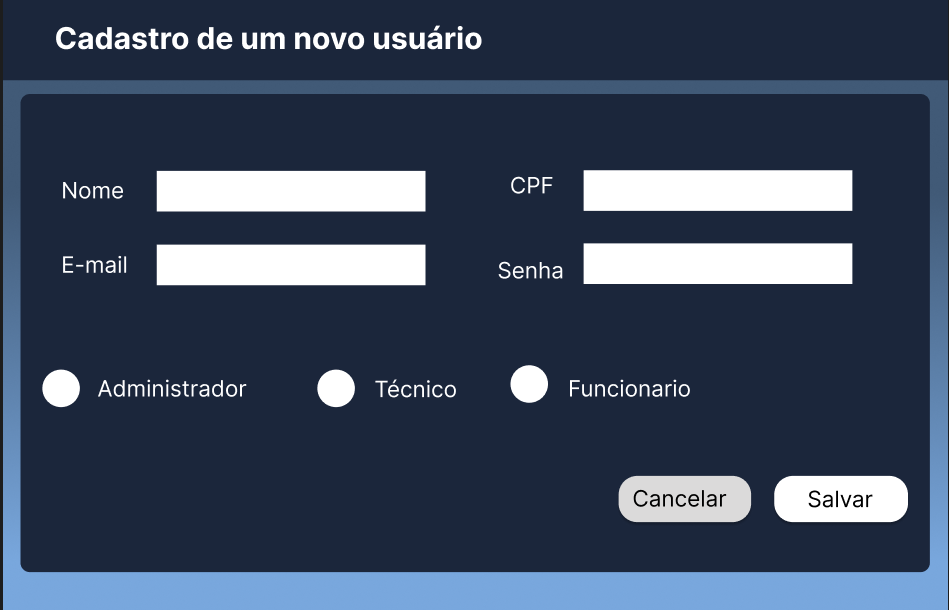 Cadastro de um novo usuário
Nome
CPF
E-mail
Senha
Administrador
Técnico
Funcionario
Cancelar
Salvar